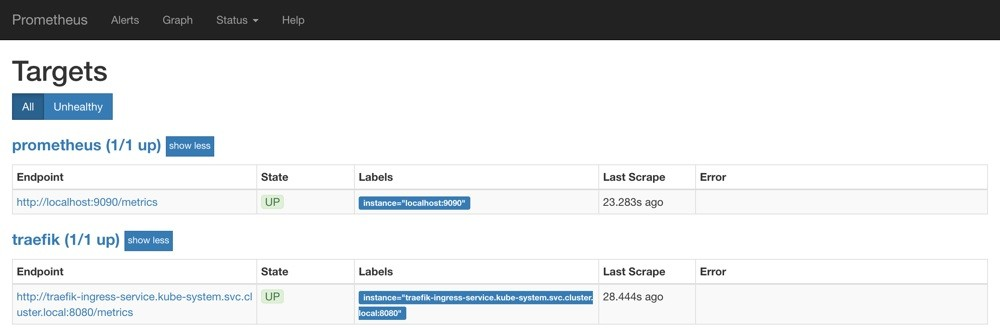 Prometheus Alerts Graph Status Help
Targets
All Unhealthy
prometheus (1/1 up) show less
Endpoint State Labels Last Scrape Error
http://localhost:9090/metrics UP instance="localhost:9090" 23.283s ago
traefik (1/1 up) show less
Endpoint State Labels Last Scrape Error
http://traefik-ingress-service.kube-system.svc.cl UP instance="traefik-ingress-service.kube-system.svc.cluster. 28.444s ago
uster.local:8080/metrics local:8080"